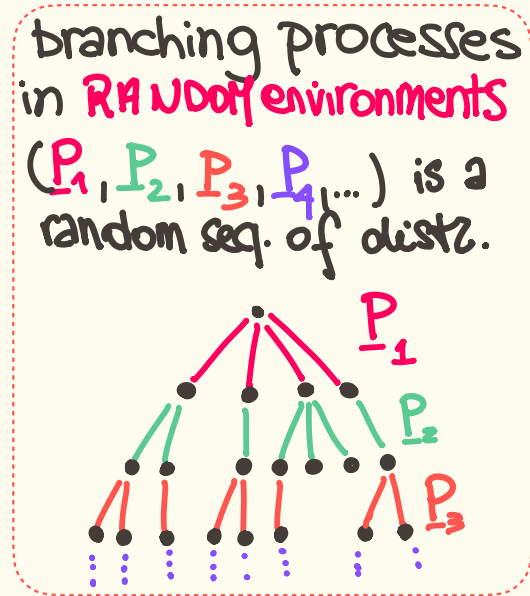 branching processes
in RANDOM environments
(P₁, P₂, P₃, P₄, ...) is a
random seq. of distr.
P₁
P₂
P₃